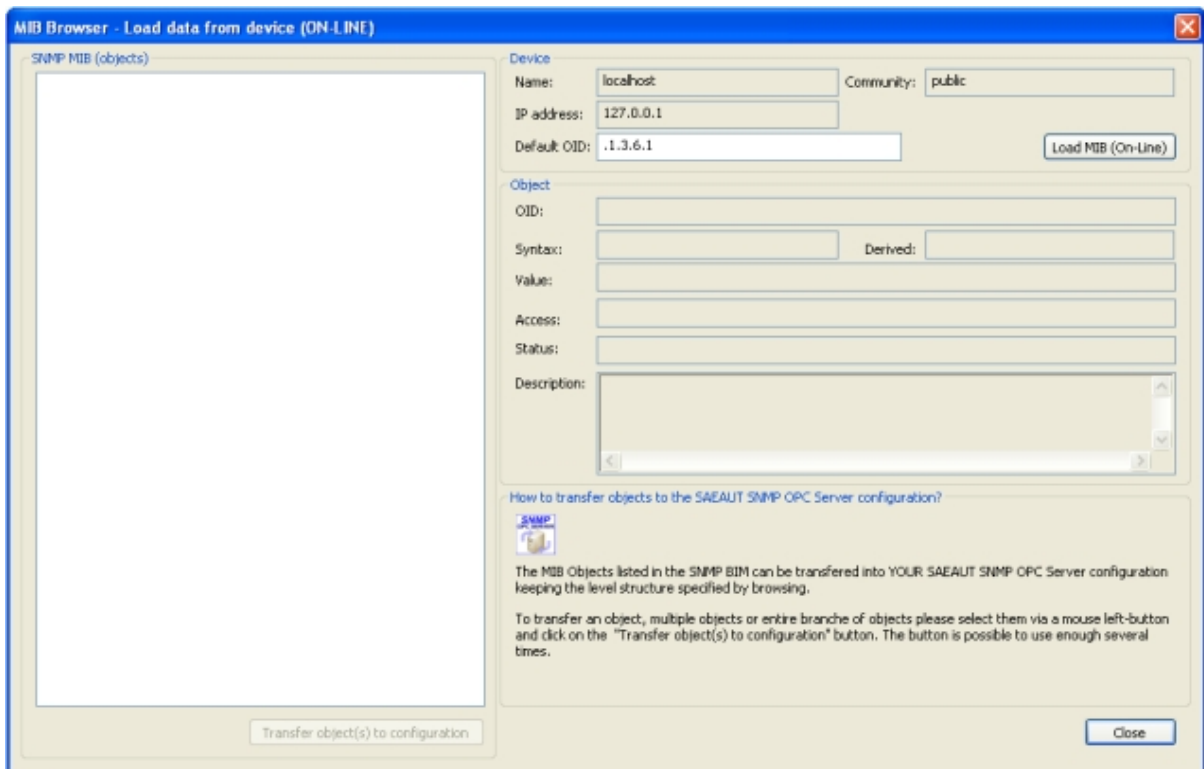 MIB Browser - Load data from device (ON-LINE)
SNMP MIB (objects)
Transfer object(s) to configuration
Device
Name: localhost Community: public
IP address: 127.0.0.1
Default OID: .1.3.6.1 Load MIB (On-Line)
Object
OID:
Syntax: Derived:
Value:
Access:
Status:
Description:
How to transfer objects to the SAEAUT SNMP OPC Server configuration?
SNMP
OPC SERVER
The MIB Objects listed in the SNMP BIM can be transfered into YOUR SAEAUT SNMP OPC Server configuration
keeping the level structure specified by browsing.
To transfer an object, multiple objects or entire branche of objects please select them via a mouse left-button
and click on the "Transfer object(s) to configuration" button. The button is possible to use enough several
times.
Close